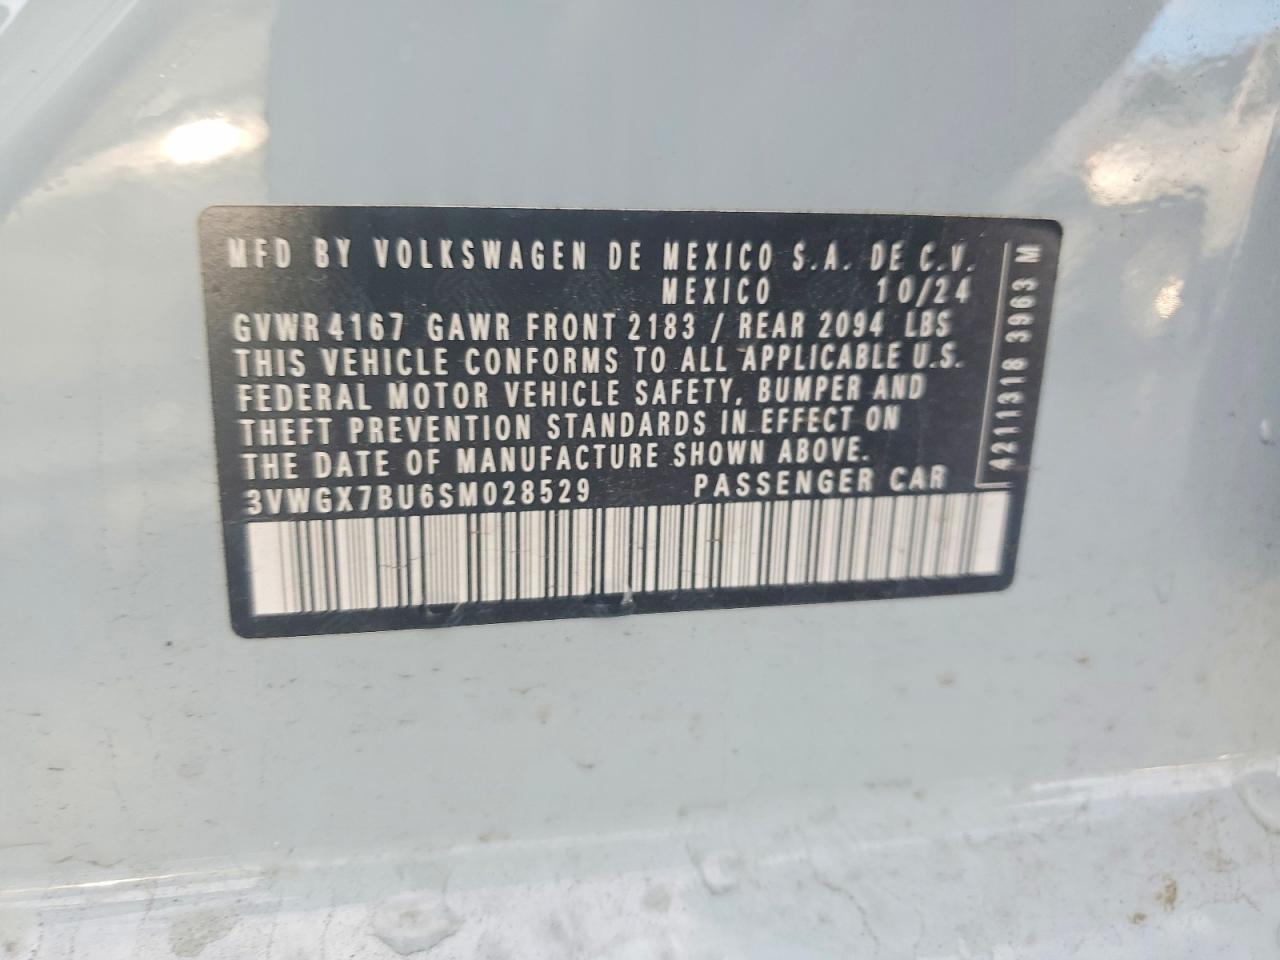 MFD BY VOLKSWAGEN DE MEXICO S.A. DE C.V.
MEXICO 10/24
GVWR 4167 GAWR FRONT 2183 / REAR 2094 LBS
THIS VEHICLE CONFORMS TO ALL APPLICABLE U.S.
FEDERAL MOTOR VEHICLE SAFETY, BUMPER AND
THEFT PREVENTION STANDARDS IN EFFECT ON
THE DATE OF MANUFACTURE SHOWN ABOVE.
3VWGX7BU6SM028529 PASSENGER CAR
4211318 3963 M